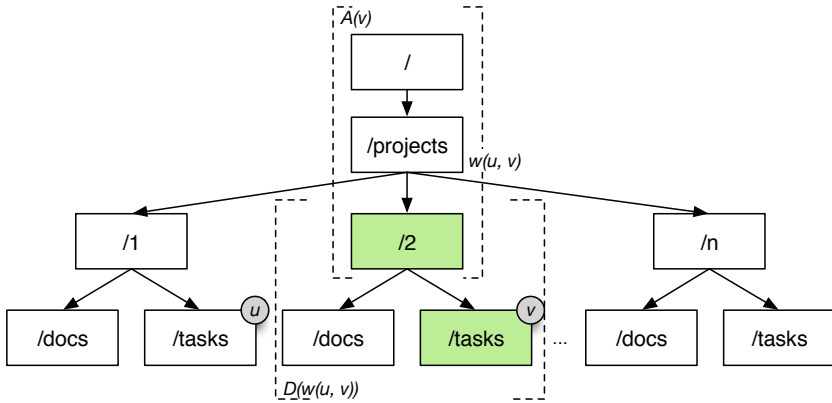 A(v)
/
/projects
w(u, v)
/1
/2
/n
u
v
/docs
/tasks
/docs
/tasks
...
/docs
/tasks
D(w(u, v))